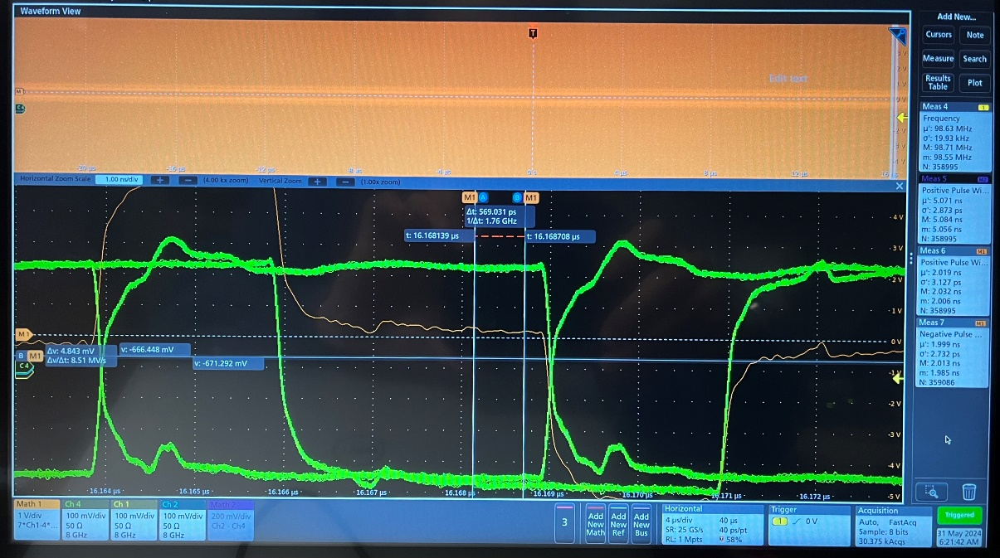 Waveform View
Add New...
Cursors
Note
Measure
Search
Results
Table
Plot
T
Edit text
M1
C4
-20 µs
-16 µs
-12 µs
-8 µs
-4 µs
0 s
4 µs
8 µs
12 µs
16 µs
Horizontal Zoom Scale
1.00 ns/div
+
−
(4.00 kx zoom)
Vertical Zoom
+
−
(1.00x zoom)
Meas 4
1
Frequency
µ': 98.63 MHz
σ': 19.93 kHz
M: 98.71 MHz
m: 98.55 MHz
N: 358995
Meas 5
M2
Positive Pulse Wi...
µ': 5.071 ns
σ': 2.873 ps
M: 5.084 ns
m: 5.056 ns
N: 358995
Meas 6
M1
Positive Pulse Wi...
µ': 2.019 ns
σ': 3.127 ps
M: 2.032 ns
m: 2.006 ns
N: 358995
Meas 7
M1
Negative Pulse ...
µ': 1.999 ns
σ': 2.732 ps
M: 2.013 ns
m: 1.985 ns
N: 359086
M1 A
B M1
Δt: 569.031 ps
1/Δt: 1.76 GHz
t: 16.168139 µs
t: 16.168708 µs
4 V
3 V
2 V
1 V
0 V
-1 V
-2 V
-3 V
-4 V
-5 V
M1
B M1
C4
Δv: 4.843 mV
Δv/Δt: 8.51 MV/s
v: -666.448 mV
v: -671.292 mV
16.164 µs
16.165 µs
16.166 µs
16.167 µs
16.168 µs
16.169 µs
16.170 µs
16.171 µs
16.172 µs
Math 1
1 V/div
7*Ch1-4*...
Ch 4
100 mV/div
50 Ω
8 GHz
Ch 1
100 mV/div
50 Ω
8 GHz
Ch 2
100 mV/div
50 Ω
8 GHz
Math 2
200 mV/div
Ch2 - Ch4
3
Add
New
Math
Add
New
Ref
Add
New
Bus
Horizontal
4 µs/div
40 µs
SR: 25 GS/s
40 ps/pt
RL: 1 Mpts
58%
Trigger
1
0 V
Acquisition
Auto,
FastAcq
Sample: 8 bits
30.375 kAcqs
Triggered
31 May 2024
6:21:42 AM